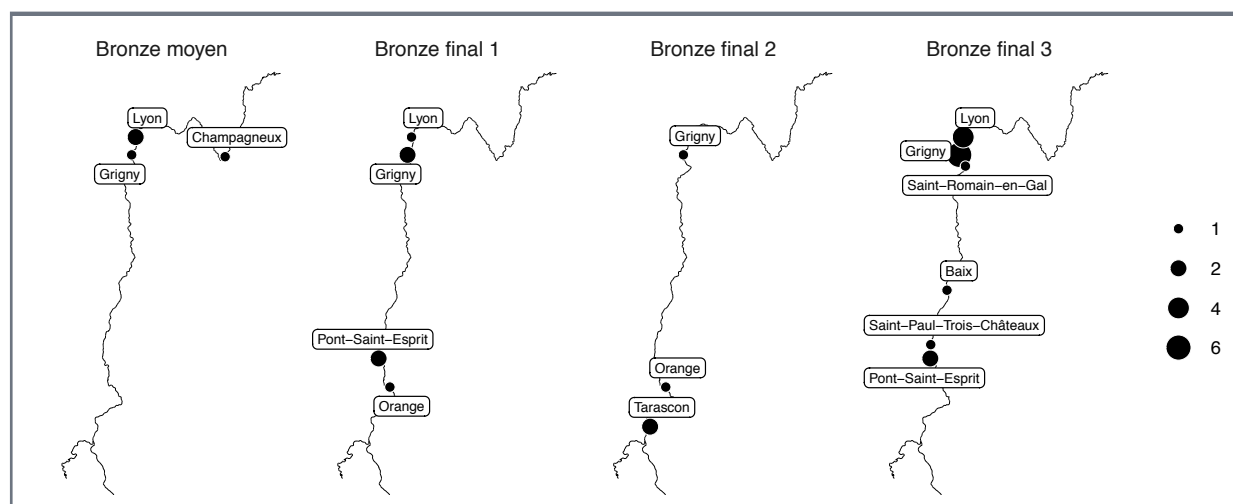 Bronze moyen
Lyon
Champagneux
Grigny
Bronze final 1
Lyon
Grigny
Pont–Saint–Esprit
Orange
Bronze final 2
Grigny
Orange
Tarascon
Bronze final 3
Lyon
Grigny
Saint–Romain–en–Gal
Baix
Saint–Paul–Trois–Châteaux
Pont–Saint–Esprit
1
2
4
6